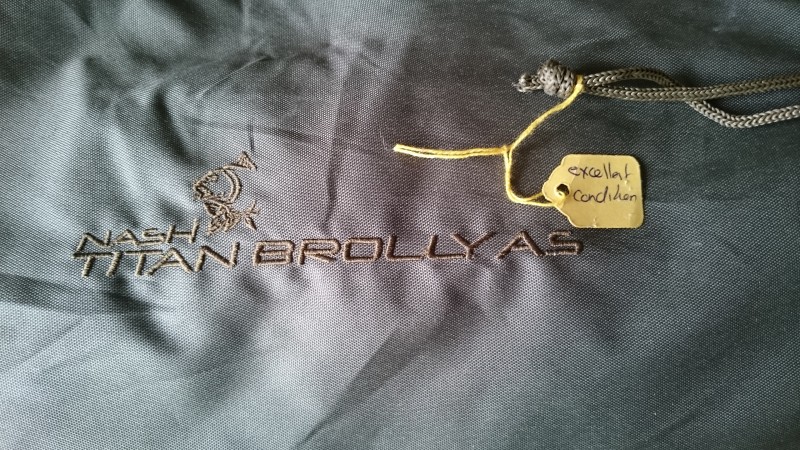 NASH
TITAN BROLLY AS
excellent
condition